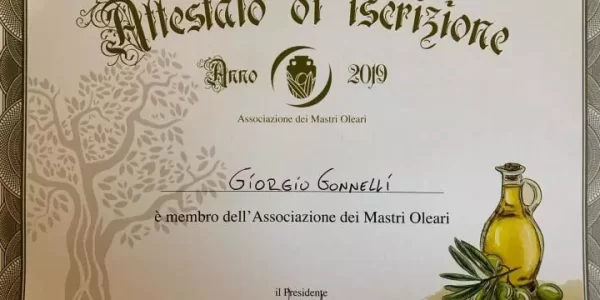 Attestato di iscrizione
Anno 2019
Associazione dei Mastri Oleari
GIORGIO GONNELLI
è membro dell'Associazione dei Mastri Oleari
il Presidente